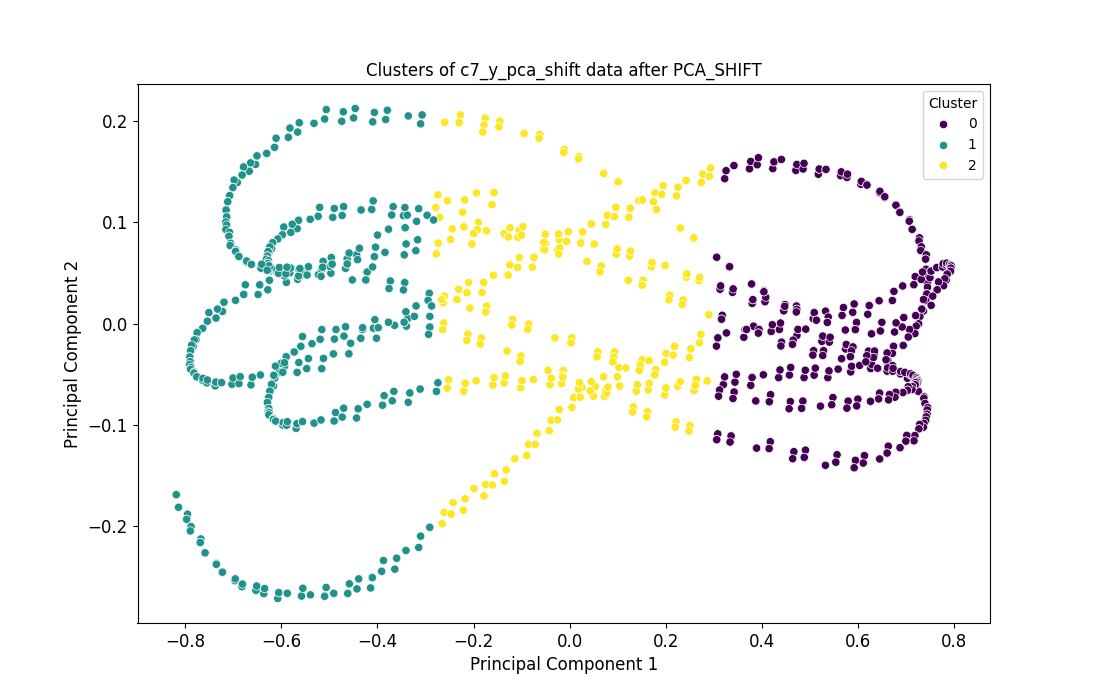 Clusters of c7_y_pca_shift data after PCA_SHIFT
Cluster
0
1
2
0.2
0.1
0.0
−0.1
−0.2
Principal Component 2
−0.8 −0.6 −0.4 −0.2 0.0 0.2 0.4 0.6 0.8
Principal Component 1